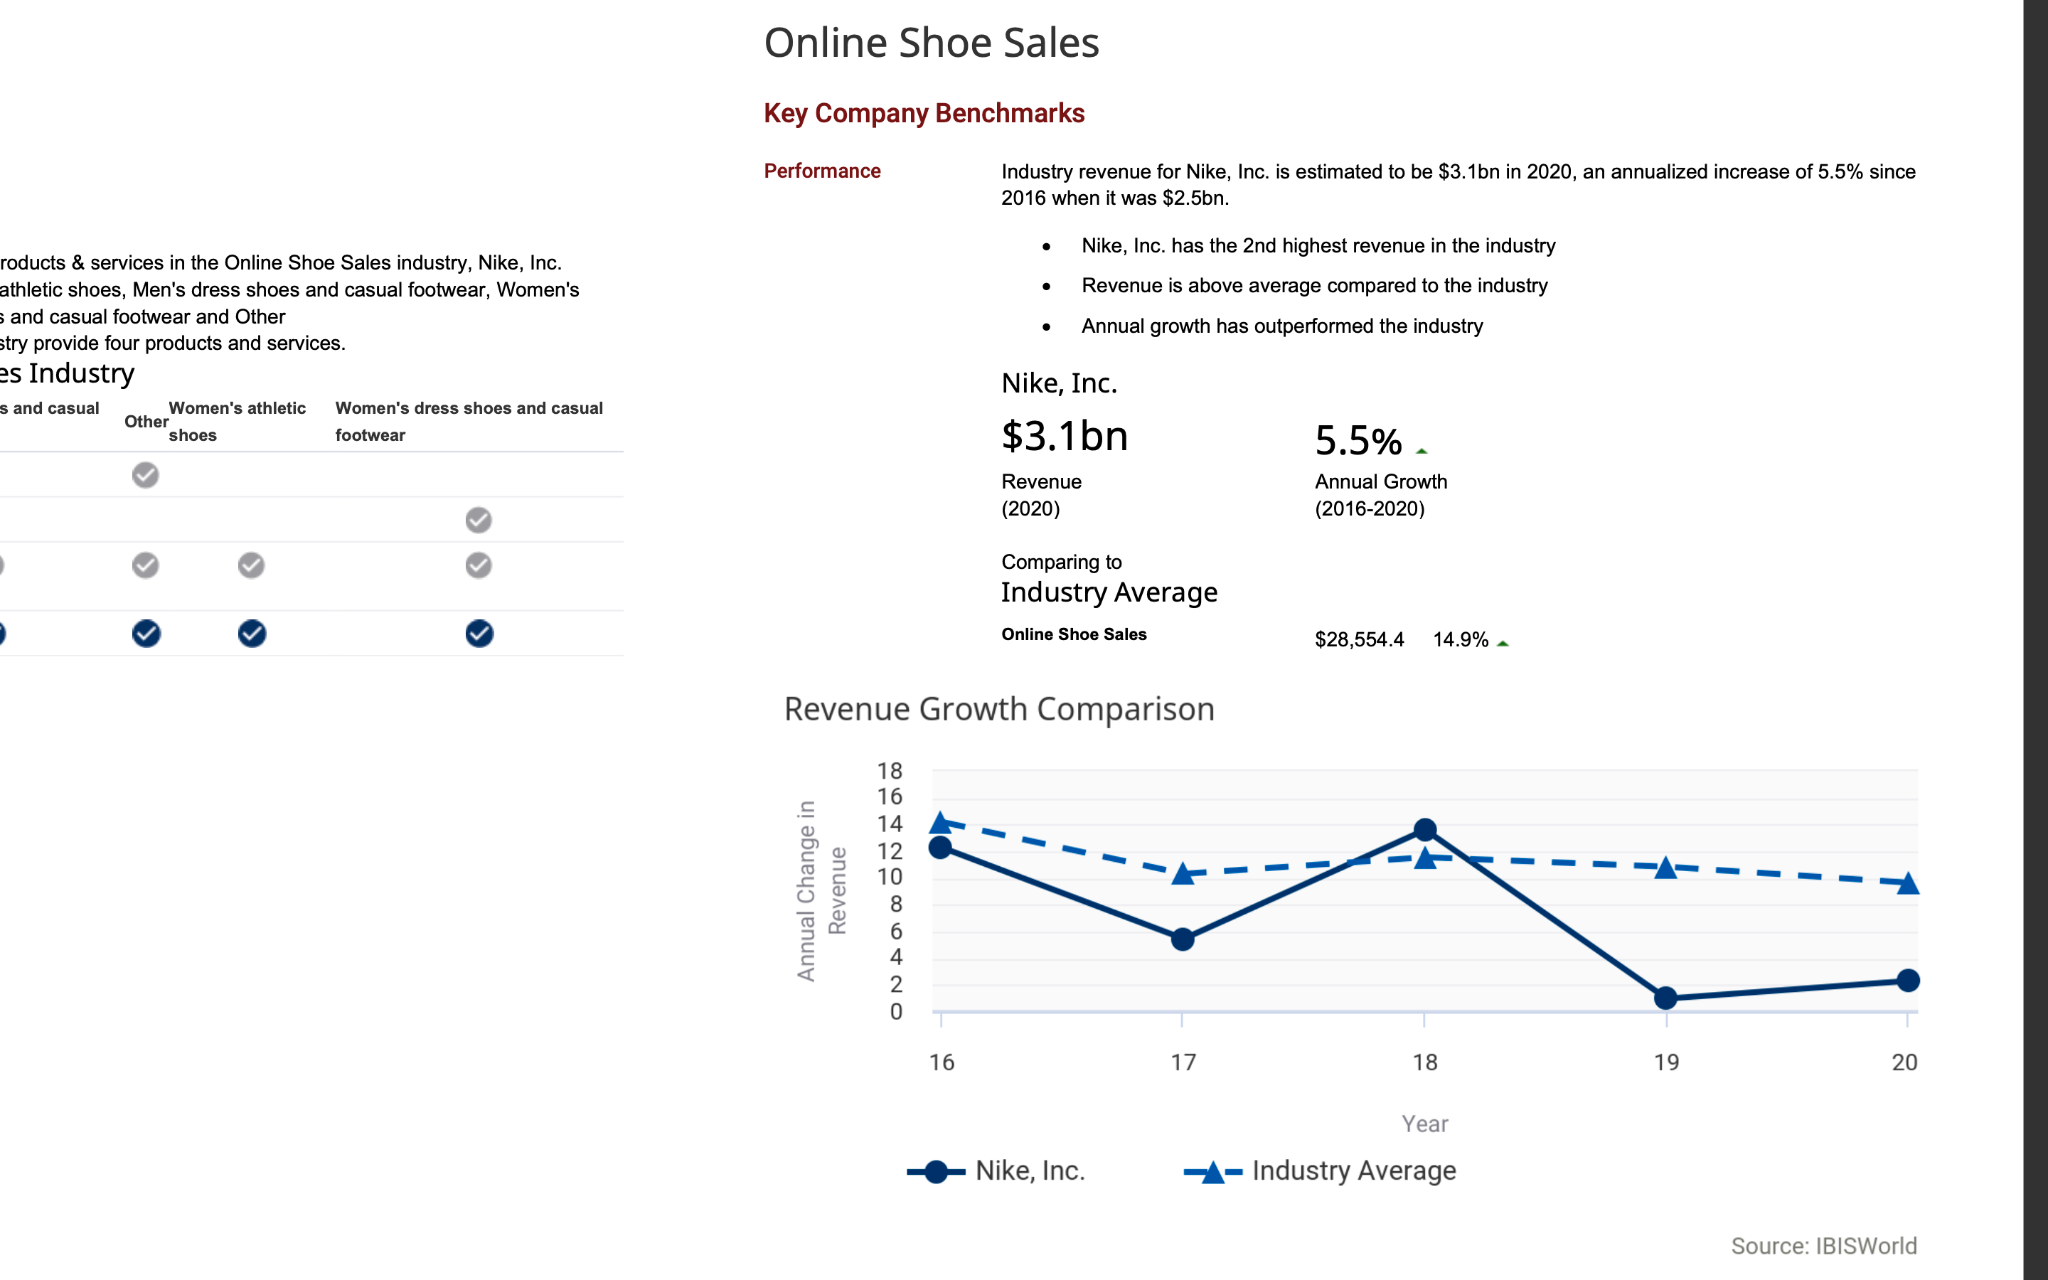 roducts & services in the Online Shoe Sales industry, Nike, Inc.
athletic shoes, Men's dress shoes and casual footwear, Women's
s and casual footwear and Other
stry provide four products and services.
es Industry
s and casual
Other
Women's athletic
shoes
Women's dress shoes and casual
footwear
Online Shoe Sales
Key Company Benchmarks
Performance
Industry revenue for Nike, Inc. is estimated to be $3.1bn in 2020, an annualized increase of 5.5% since
2016 when it was $2.5bn.
• Nike, Inc. has the 2nd highest revenue in the industry
• Revenue is above average compared to the industry
• Annual growth has outperformed the industry
Nike, Inc.
$3.1bn 5.5%
Revenue Annual Growth
(2020) (2016-2020)
Comparing to
Industry Average
Online Shoe Sales $28,554.4 14.9%
Revenue Growth Comparison
Annual Change in
Revenue
18
16
14
12
10
8
6
4
2
0
16 17 18 19 20
Year
Nike, Inc. Industry Average
Source: IBISWorld